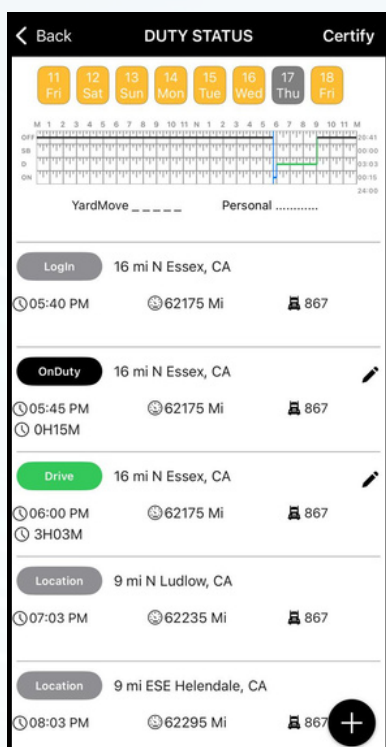 Back DUTY STATUS Certify
11 12 13 14 15 16 17 18
Fri Sat Sun Mon Tue Wed Thu Fri
M 1 2 3 4 5 6 7 8 9 10 11 N 1 2 3 4 5 6 7 8 9 10 11 M
OFF 20:41
SB 00:00
D 03:03
ON 00:15
24:00
YardMove _ _ _ _ _ Personal ............
LogIn 16 mi N Essex, CA
05:40 PM 62175 Mi 867
OnDuty 16 mi N Essex, CA
05:45 PM 62175 Mi 867
0H15M
Drive 16 mi N Essex, CA
06:00 PM 62175 Mi 867
3H03M
Location 9 mi N Ludlow, CA
07:03 PM 62235 Mi 867
Location 9 mi ESE Helendale, CA
08:03 PM 62295 Mi 867